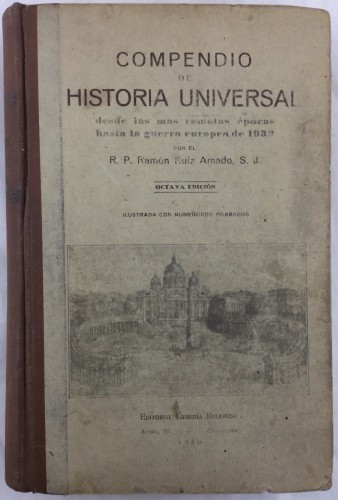 COMPENDIO
DE
HISTORIA UNIVERSAL
desde las mas remotas épocas
hasta la guerra europea de 1939
POR EL
R. P. Ramón Ruiz Amado, S. J.
OCTAVA EDICIÓN
ILUSTRADA CON NUMEROSOS GRABADOS
EDITORIAL LIBRERÍA RELIGIOSA